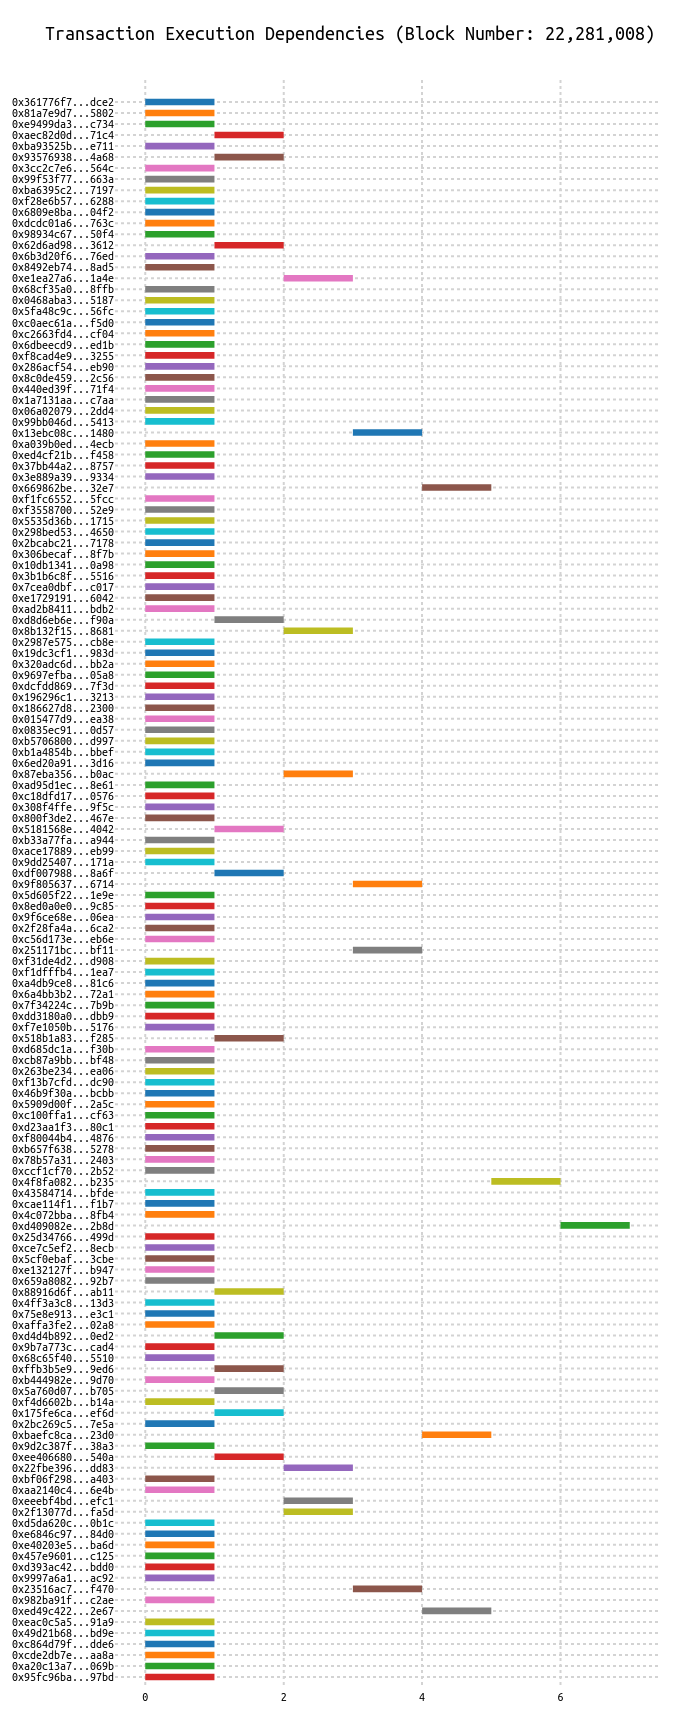 Transaction Execution Dependencies (Block Number: 22,281,008)
0x361776f7...dce2
0x81a7e9d7...5802
0xe9499da3...c734
0xaec82d0d...71c4
0xba93525b...e711
0x93576938...4a68
0x3cc2c7e6...564c
0x99f53f77...663a
0xba6395c2...7197
0xf28e6b57...6288
0x6809e8ba...04f2
0xdcdc01a6...763c
0x98934c67...50f4
0x62d6ad98...3612
0x6b3d20f6...76ed
0x8492eb74...8ad5
0xe1ea27a6...1a4e
0x68cf35a0...8ffb
0x0468aba3...5187
0x5fa48c9c...56fc
0xc0aec61a...f5d0
0xc2663fd4...cf04
0x6dbeecd9...ed1b
0xf8cad4e9...3255
0x286acf54...eb90
0x8c0de459...2c56
0x440ed39f...71f4
0x1a7131aa...c7aa
0x06a02079...2dd4
0x99bb046d...5413
0x13ebc08c...1480
0xa039b0ed...4ecb
0xed4cf21b...f458
0x37bb44a2...8757
0x3e889a39...9334
0x669862be...32e7
0xf1fc6552...5fcc
0xf3558700...52e9
0x5535d36b...1715
0x298bed53...4650
0x2bcabc21...7178
0x306becaf...8f7b
0x10db1341...0a98
0x3b1b6c8f...5516
0x7cea0dbf...c017
0xe1729191...6042
0xad2b8411...bdb2
0xd8d6eb6e...f90a
0x8b132f15...8681
0x2987e575...cb8e
0x19dc3cf1...983d
0x320adc6d...bb2a
0x9697efba...05a8
0xdcfdd869...7f3d
0x196296c1...3213
0x186627d8...2300
0x015477d9...ea38
0x0835ec91...0d57
0xb5706800...d997
0xb1a4854b...bbef
0x6ed20a91...3d16
0x87eba356...b0ac
0xad95d1ec...8e61
0xc18dfd17...0576
0x308f4ffe...9f5c
0x800f3de2...467e
0x5181568e...4042
0xb33a77fa...a944
0xace17889...eb99
0x9dd25407...171a
0xdf007988...8a6f
0x9f805637...6714
0x5d605f22...1e9e
0x8ed0a0e0...9c85
0x9f6ce68e...06ea
0x2f28fa4a...6ca2
0xc56d173e...eb6e
0x251171bc...bf11
0xf31de4d2...d908
0xf1dfffb4...1ea7
0xa4db9ce8...81c6
0x6a4bb3b2...72a1
0x7f34224c...7b9b
0xdd3180a0...dbb9
0xf7e1050b...5176
0x518b1a83...f285
0xd685dc1a...f30b
0xcb87a9bb...bf48
0x263be234...ea06
0xf13b7cfd...dc90
0x46b9f30a...bcbb
0x5909d00f...2a5c
0xc100ffa1...cf63
0xd23aa1f3...80c1
0xf80044b4...4876
0xb657f638...5278
0x78b57a31...2403
0xccf1cf70...2b52
0x4f8fa082...b235
0x43584714...bfde
0xcae114f1...f1b7
0x4c072bba...8fb4
0xd409082e...2b8d
0x25d34766...499d
0xce7c5ef2...8ecb
0x5cf0ebaf...3cbe
0xe132127f...b947
0x659a8082...92b7
0x88916d6f...ab11
0x4ff3a3c8...13d3
0x75e8e913...e3c1
0xaffa3fe2...02a8
0xd4d4b892...0ed2
0x9b7a773c...cad4
0x68c65f40...5510
0xffb3b5e9...9ed6
0xb444982e...9d70
0x5a760d07...b705
0xf4d6602b...b14a
0x175fe6ca...ef6d
0x2bc269c5...7e5a
0xbaefc8ca...23d0
0x9d2c387f...38a3
0xee406680...540a
0x22fbe396...dd83
0xbf06f298...a403
0xaa2140c4...6e4b
0xeeebf4bd...efc1
0x2f13077d...fa5d
0xd5da620c...0b1c
0xe6846c97...84d0
0xe40203e5...ba6d
0x457e9601...c125
0xd393ac42...bdd0
0x9997a6a1...ac92
0x23516ac7...f470
0x982ba91f...c2ae
0xed49c422...2e67
0xeac0c5a5...91a9
0x49d21b68...bd9e
0xc864d79f...dde6
0xcde2db7e...aa8a
0xa20c13a7...069b
0x95fc96ba...97bd
0 2 4 6